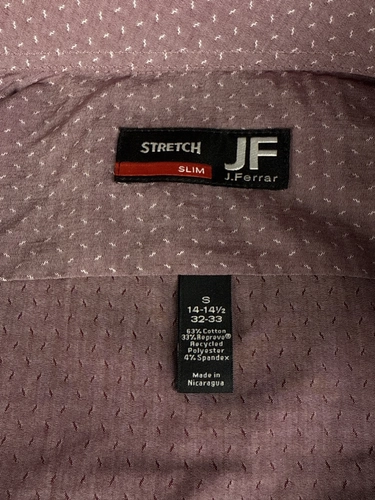 STRETCH
SLIM
JF
J.Ferrar
S
14-14½
32-33
63% Cotton
33% Repreve®
Recycled
Polyester
4% Spandex
Made in
Nicaragua